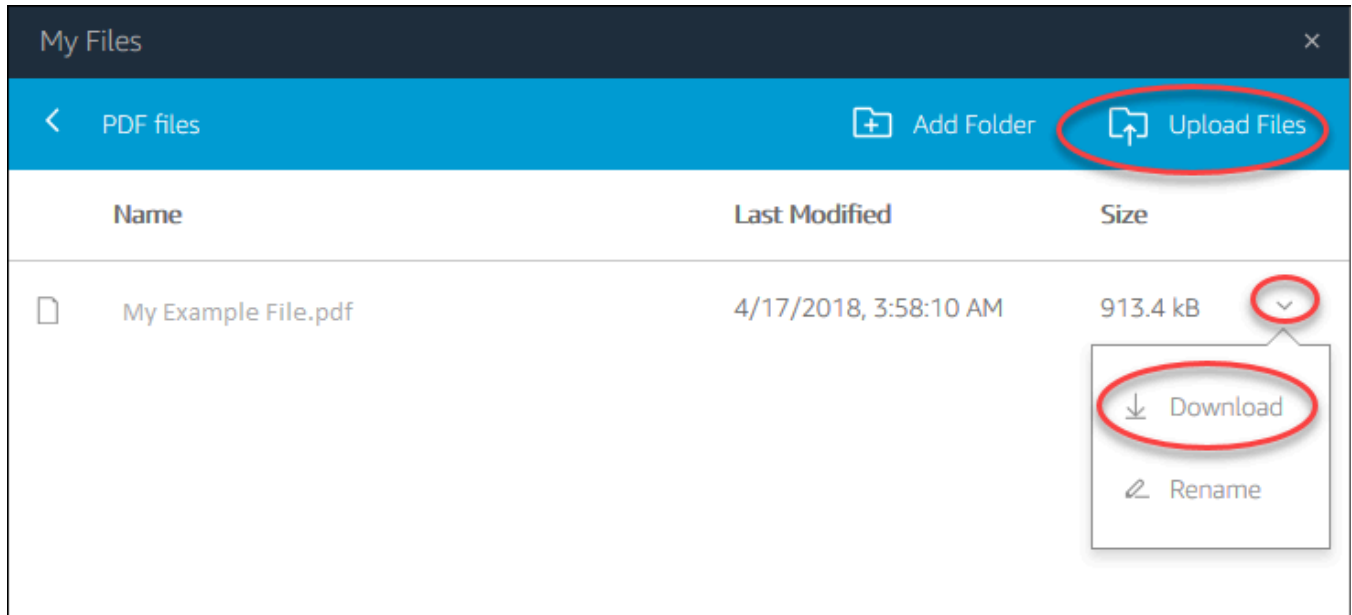 My Files
PDF files Add Folder Upload Files
Name Last Modified Size
My Example File.pdf 4/17/2018, 3:58:10 AM 913.4 kB
Download
Rename